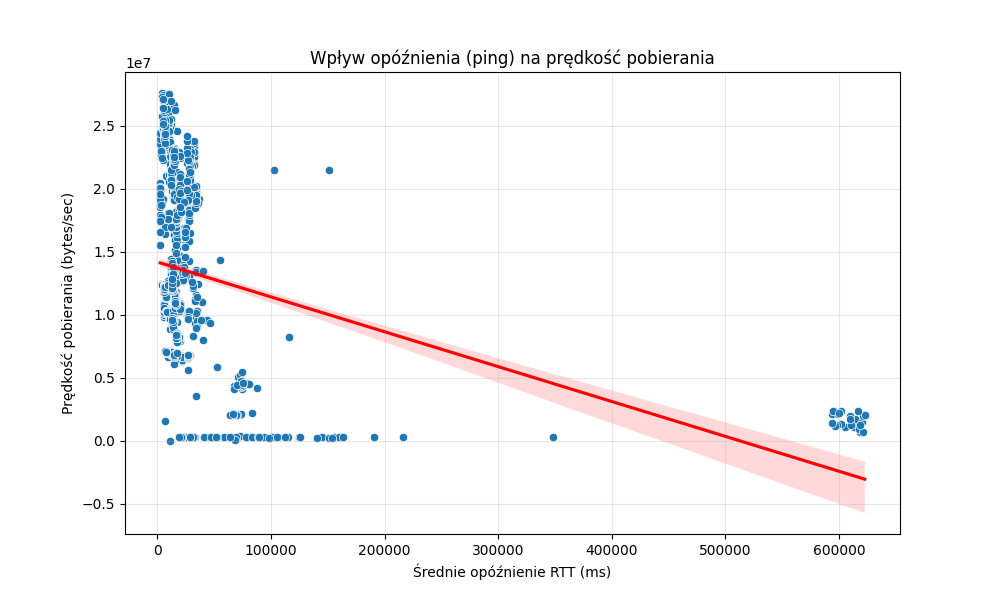 Wpływ opóźnienia (ping) na prędkość pobierania
1e7
2.5
2.0
1.5
1.0
0.5
0.0
−0.5
Prędkość pobierania (bytes/sec)
0 100000 200000 300000 400000 500000 600000
Średnie opóźnienie RTT (ms)